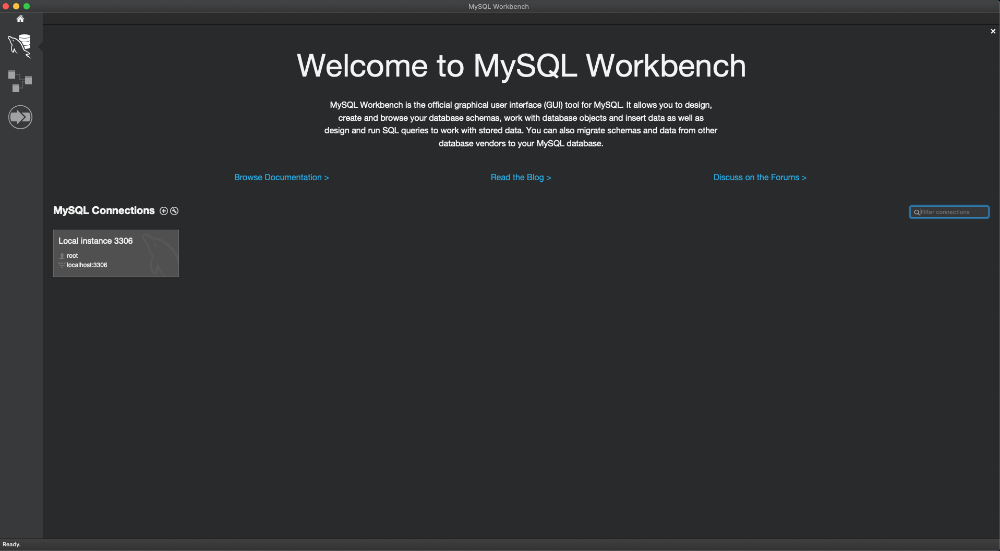 MySQL Workbench
Welcome to MySQL Workbench
MySQL Workbench is the official graphical user interface (GUI) tool for MySQL. It allows you to design,
create and browse your database schemas, work with database objects and insert data as well as
design and run SQL queries to work with stored data. You can also migrate schemas and data from other
database vendors to your MySQL database.
Browse Documentation >
Read the Blog >
Discuss on the Forums >
MySQL Connections
Filter connections
Local instance 3306
root
localhost:3306
Ready.